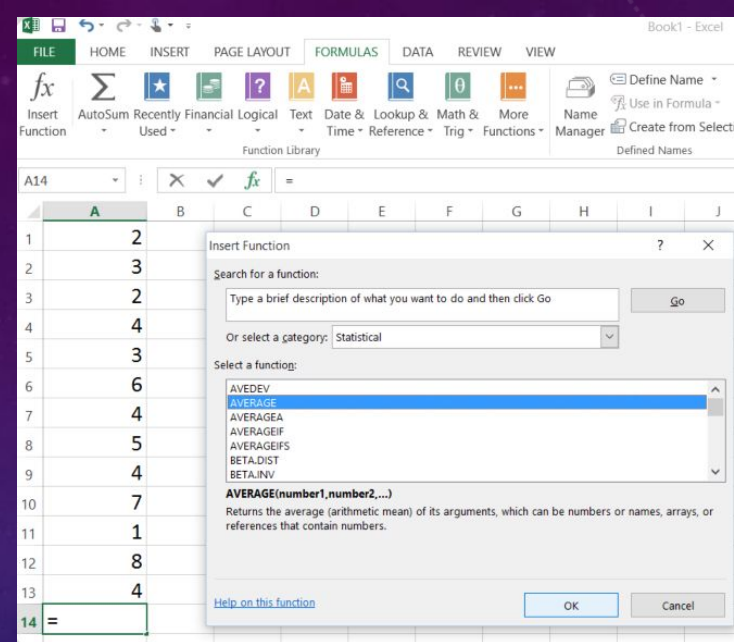 Book1 - Excel
FILE HOME INSERT PAGE LAYOUT FORMULAS DATA REVIEW VIEW
fx Σ ? A θ
Insert Function AutoSum Recently Used Financial Logical Text Date & Time Lookup & Reference Math & Trig More Functions Name Manager
Define Name
Use in Formula
Create from Selecti
Function Library Defined Names
A14 fx =
A B C D E F G H I J
1 2
2 3
3 2
4 4
5 3
6 6
7 4
8 5
9 4
10 7
11 1
12 8
13 4
14 =
Insert Function ? X
Search for a function:
Type a brief description of what you want to do and then click Go
Go
Or select a category: Statistical
Select a function:
AVEDEV
AVERAGE
AVERAGEA
AVERAGEIF
AVERAGEIFS
BETA.DIST
BETA.INV
AVERAGE(number1,number2,...)
Returns the average (arithmetic mean) of its arguments, which can be numbers or names, arrays, or
references that contain numbers.
Help on this function
OK Cancel